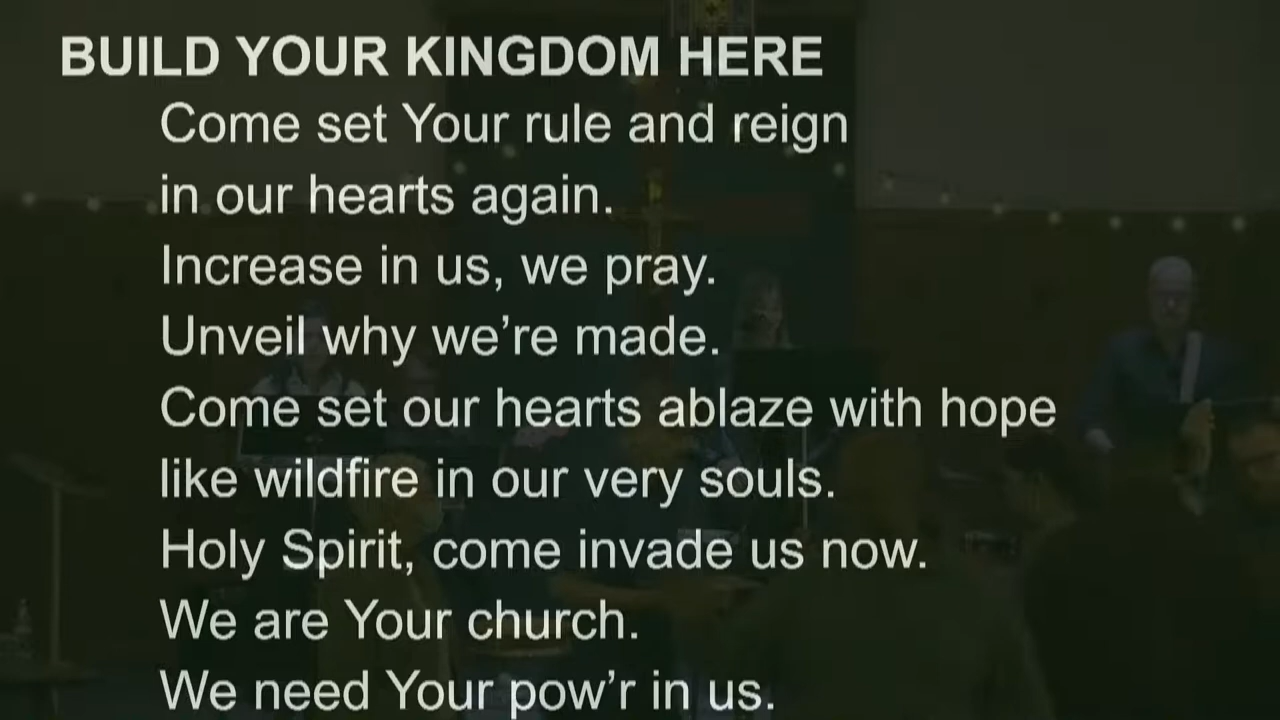 BUILD YOUR KINGDOM HERE
Come set Your rule and reign
in our hearts again.
Increase in us, we pray.
Unveil why we’re made.
Come set our hearts ablaze with hope
like wildfire in our very souls.
Holy Spirit, come invade us now.
We are Your church.
We need Your pow’r in us.